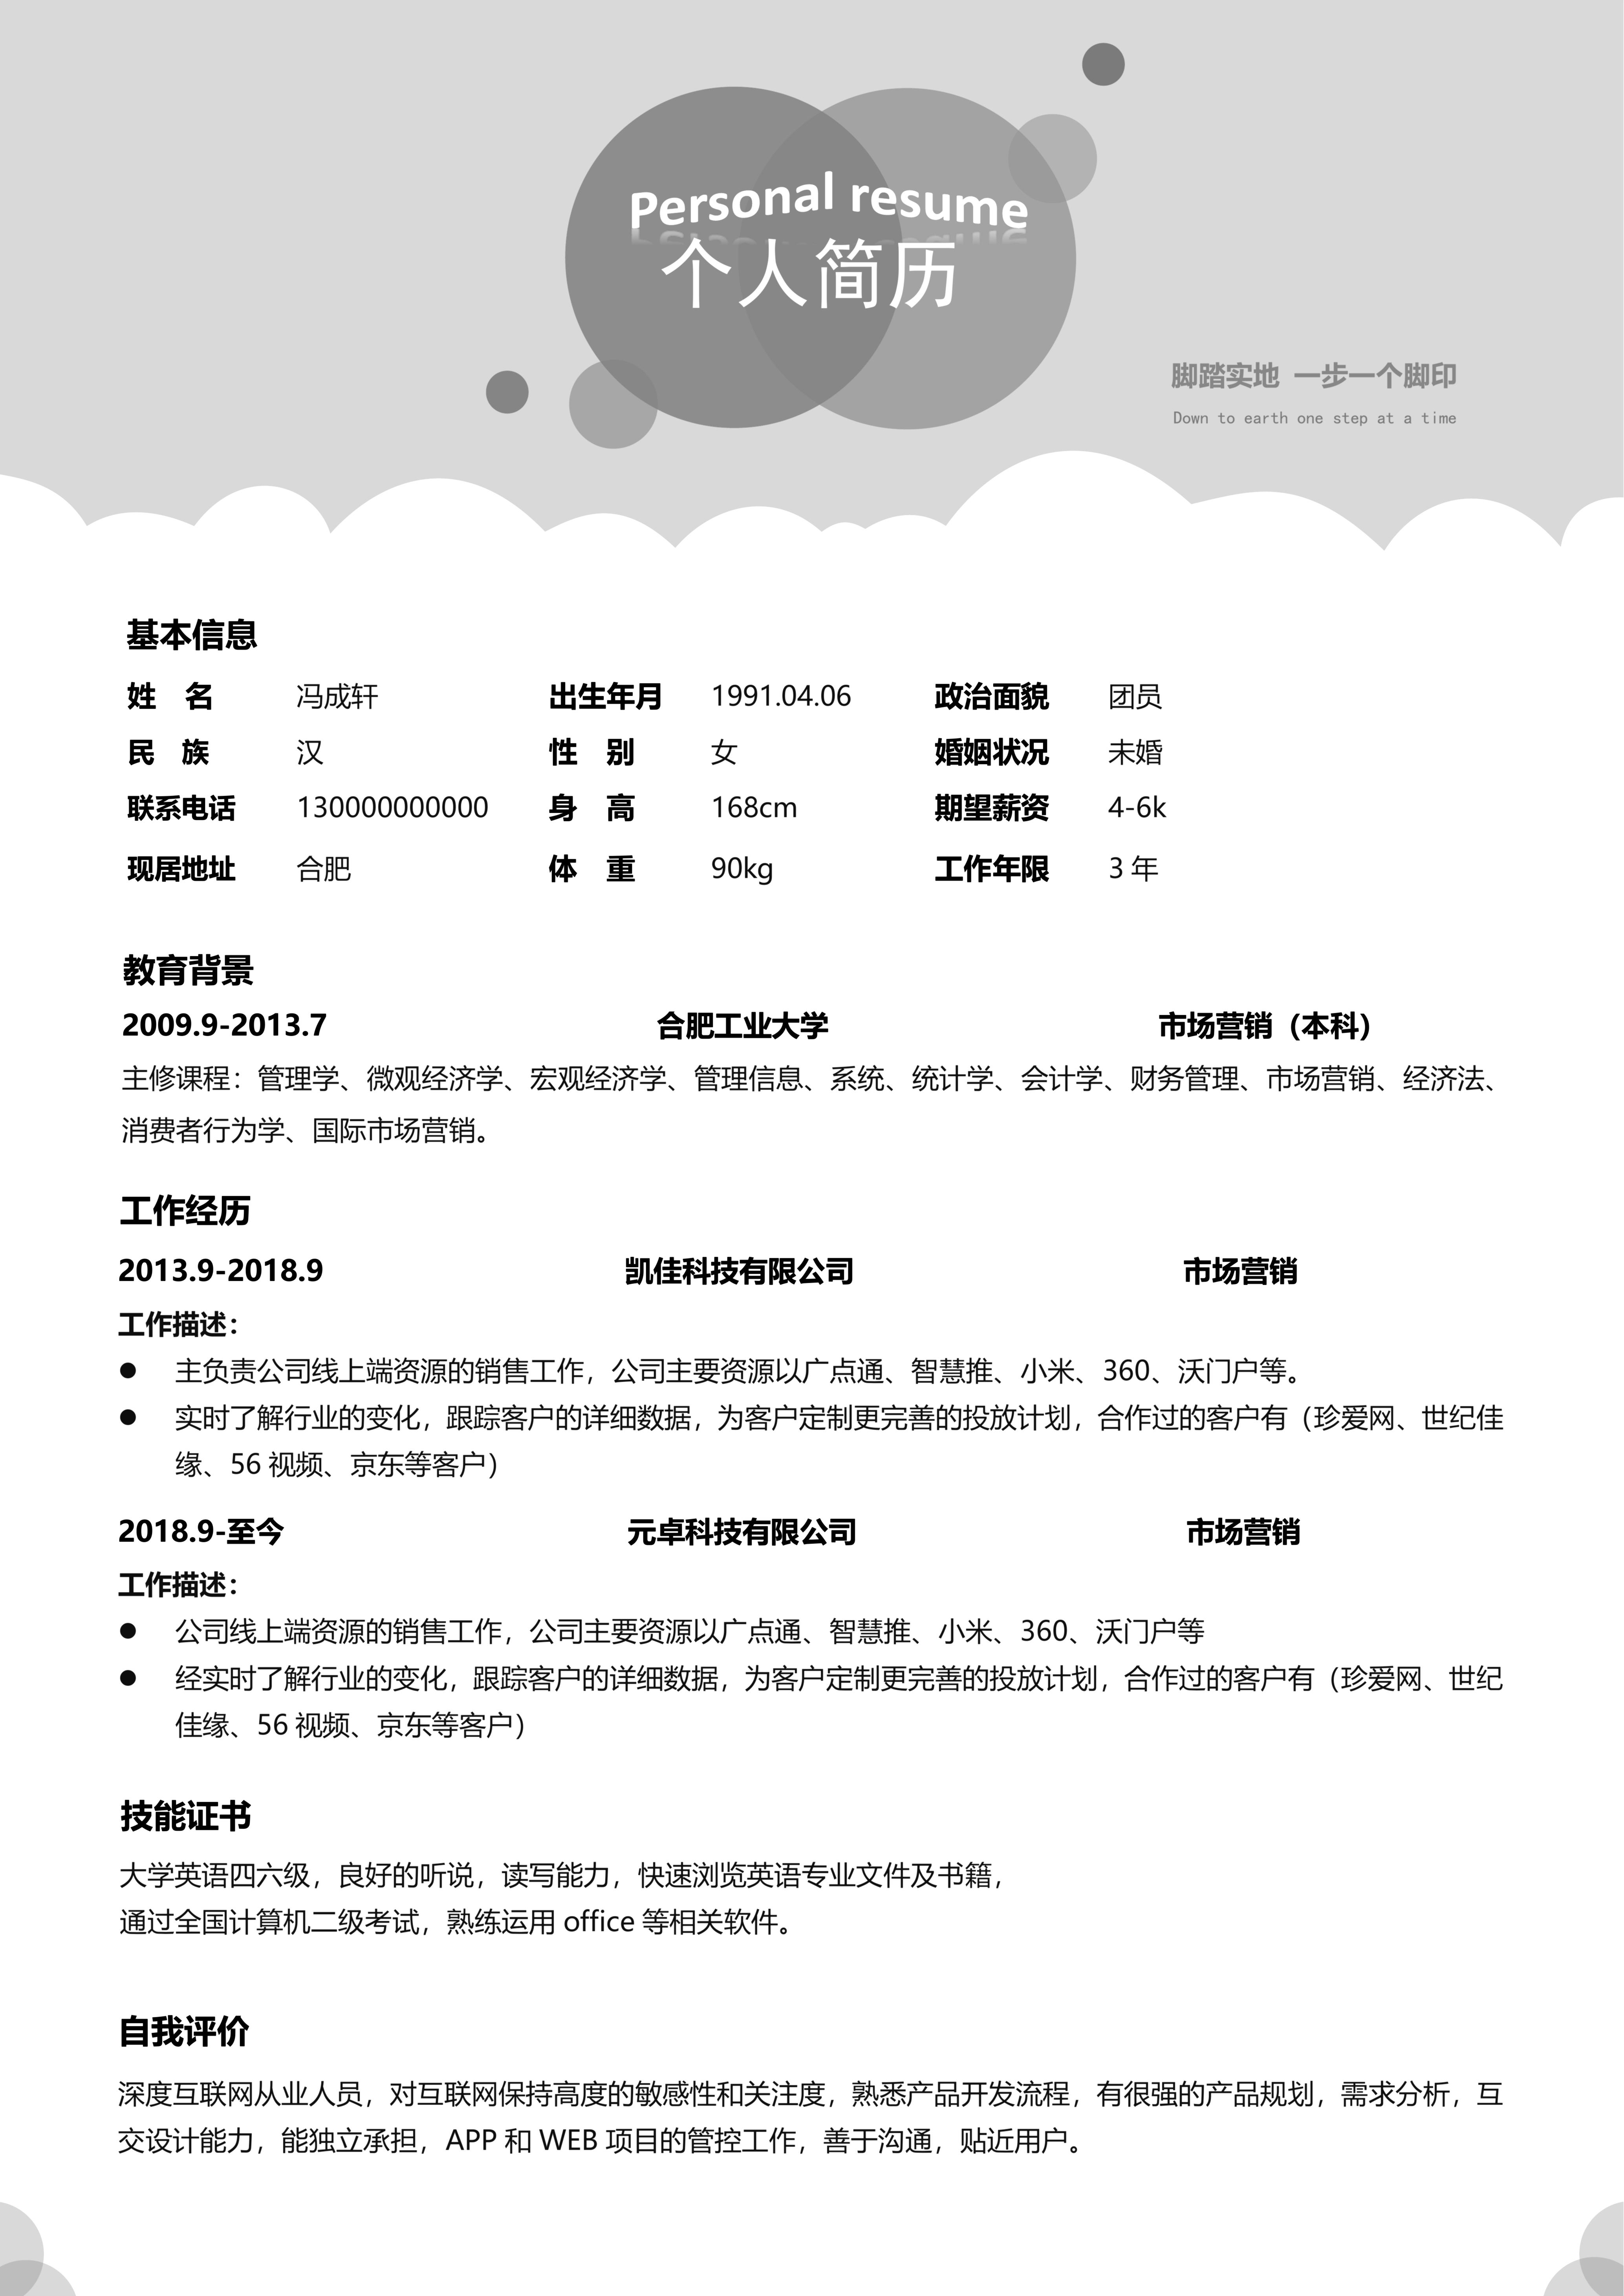 Personal resume
个人简历
脚踏实地 一步一个脚印
Down to earth one step at a time
基本信息
姓 名 冯成轩 出生年月 1991.04.06 政治面貌 团员
民 族 汉 性 别 女 婚姻状况 未婚
联系电话 130000000000 身 高 168cm 期望薪资 4-6k
现居地址 合肥 体 重 90kg 工作年限 3 年
教育背景
2009.9-2013.7 合肥工业大学 市场营销（本科）
主修课程：管理学、微观经济学、宏观经济学、管理信息、系统、统计学、会计学、财务管理、市场营销、经济法、
消费者行为学、国际市场营销。
工作经历
2013.9-2018.9 凯佳科技有限公司 市场营销
工作描述：
● 主负责公司线上端资源的销售工作，公司主要资源以广点通、智慧推、小米、360、沃门户等。
● 实时了解行业的变化，跟踪客户的详细数据，为客户定制更完善的投放计划，合作过的客户有（珍爱网、世纪佳
缘、56 视频、京东等客户）
2018.9-至今 元卓科技有限公司 市场营销
工作描述：
● 公司线上端资源的销售工作，公司主要资源以广点通、智慧推、小米、360、沃门户等
● 经实时了解行业的变化，跟踪客户的详细数据，为客户定制更完善的投放计划，合作过的客户有（珍爱网、世纪
佳缘、56 视频、京东等客户）
技能证书
大学英语四六级，良好的听说，读写能力，快速浏览英语专业文件及书籍，
通过全国计算机二级考试，熟练运用 office 等相关软件。
自我评价
深度互联网从业人员，对互联网保持高度的敏感性和关注度，熟悉产品开发流程，有很强的产品规划，需求分析，互
交设计能力，能独立承担，APP 和 WEB 项目的管控工作，善于沟通，贴近用户。